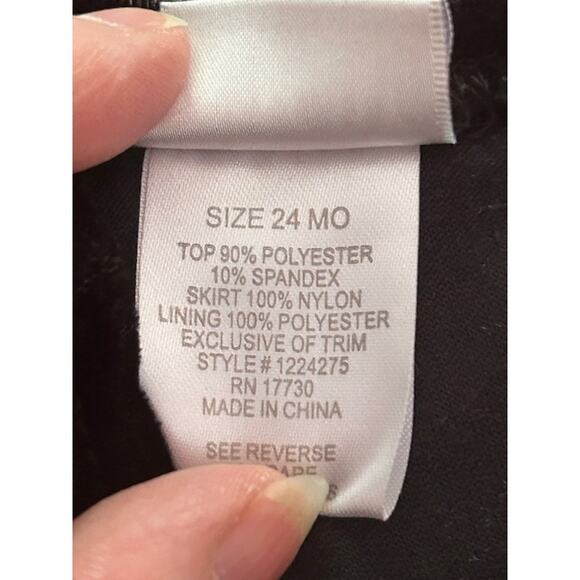 SIZE 24 MO
TOP 90% POLYESTER
10% SPANDEX
SKIRT 100% NYLON
LINING 100% POLYESTER
EXCLUSIVE OF TRIM
STYLE # 1224275
RN 17730
MADE IN CHINA
SEE REVERSE
CARE